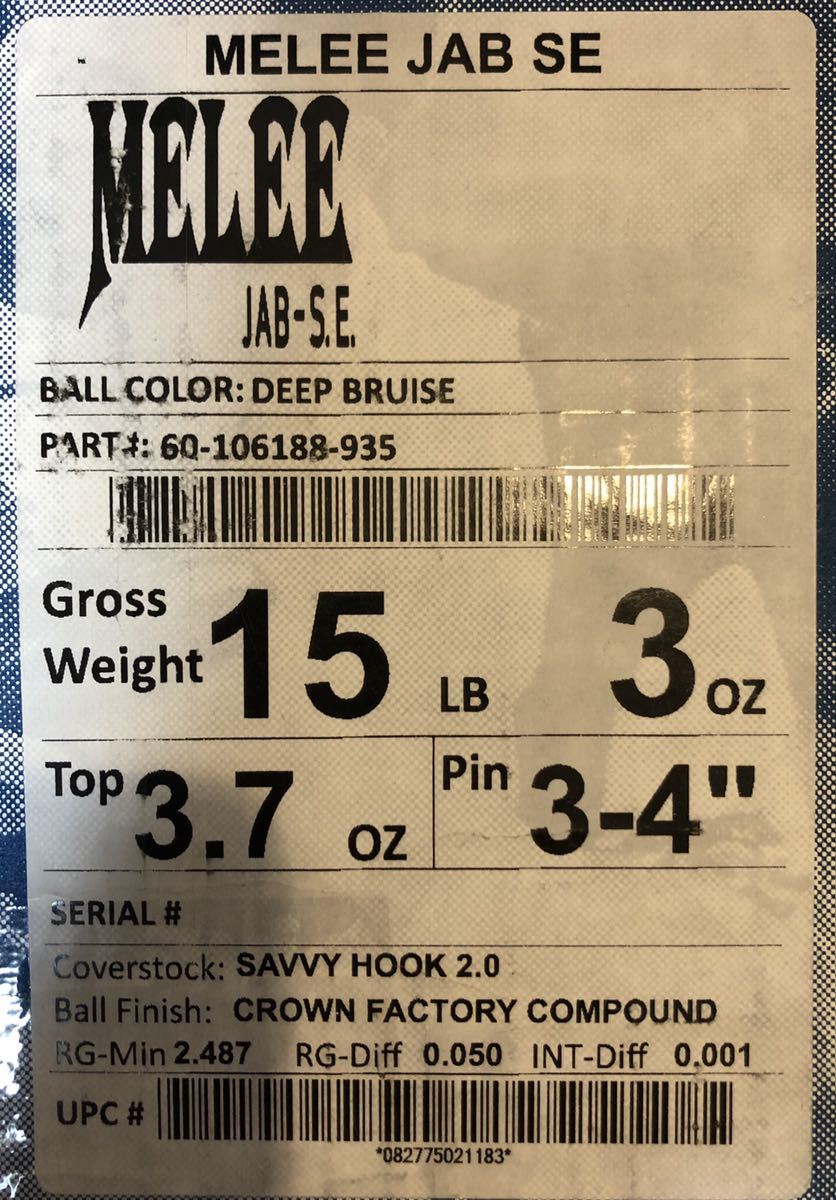 MELEE JAB SE
MELEE
JAB-S.E.
BALL COLOR: DEEP BRUISE
PART#: 60-106188-935
Gross Weight 15 LB 3 OZ
Top 3.7 OZ Pin 3-4"
SERIAL #
Coverstock: SAVVY HOOK 2.0
Ball Finish: CROWN FACTORY COMPOUND
RG-Min 2.487 RG-Diff 0.050 INT-Diff 0.001
UPC #
*082775021183*